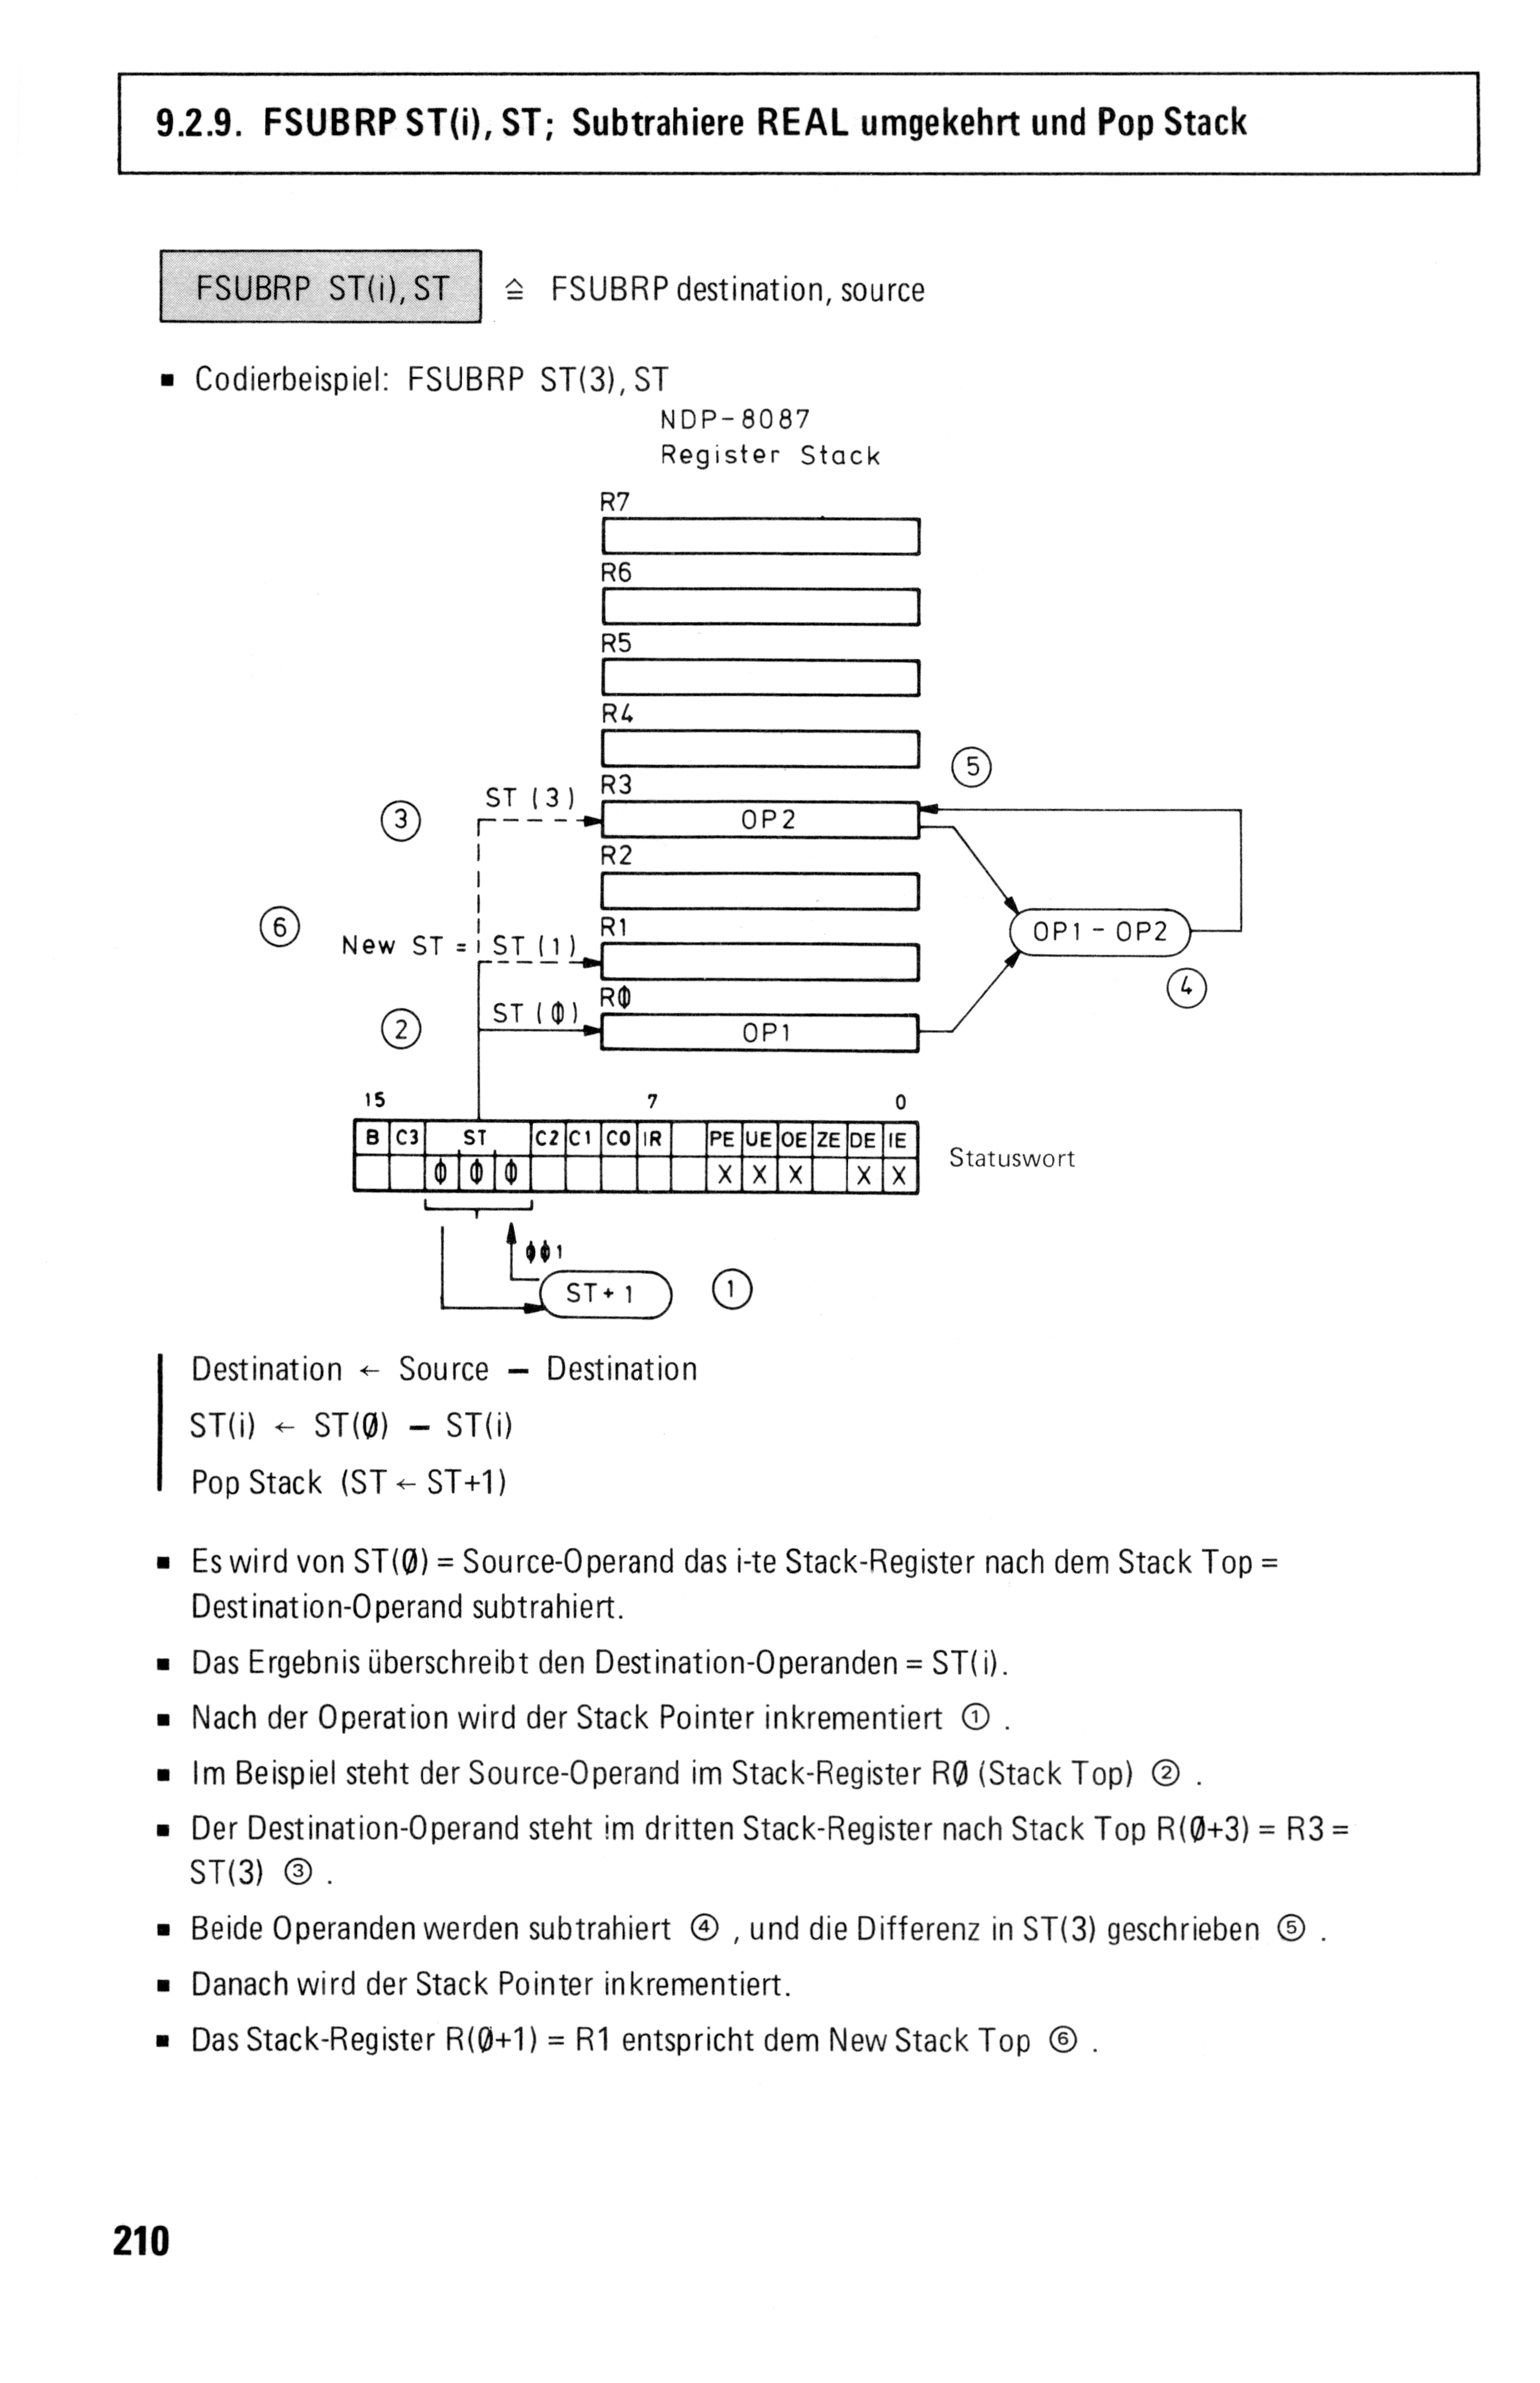 9.2.9. FSUBRP ST(i), ST; Subtrahiere REAL umgekehrt und Pop Stack
FSUBRP ST(i), ST ≙ FSUBRP destination, source
▪ Codierbeispiel: FSUBRP ST(3), ST
NDP-8087
Register Stack
R7
R6
R5
R4
5
R3
ST (3)
3
OP2
R2
6
R1
New ST = ST (1)
OP1 - OP2
4
RØ
ST (Ø)
2
OP1
15 7 0
B C3 ST C2 C1 C0 IR PE UE OE ZE DE IE
Ø Ø Ø X X X X X
Statuswort
ØØ1
ST+1
1
Destination ← Source — Destination
ST(i) ← ST(Ø) — ST(i)
Pop Stack (ST ← ST+1)
▪ Es wird von ST(Ø) = Source-Operand das i-te Stack-Register nach dem Stack Top =
Destination-Operand subtrahiert.
▪ Das Ergebnis überschreibt den Destination-Operanden = ST(i).
▪ Nach der Operation wird der Stack Pointer inkrementiert ① .
▪ Im Beispiel steht der Source-Operand im Stack-Register RØ (Stack Top) ② .
▪ Der Destination-Operand steht im dritten Stack-Register nach Stack Top R(Ø+3) = R3 =
ST(3) ③ .
▪ Beide Operanden werden subtrahiert ④ , und die Differenz in ST(3) geschrieben ⑤ .
▪ Danach wird der Stack Pointer inkrementiert.
▪ Das Stack-Register R(Ø+1) = R1 entspricht dem New Stack Top ⑥ .
210